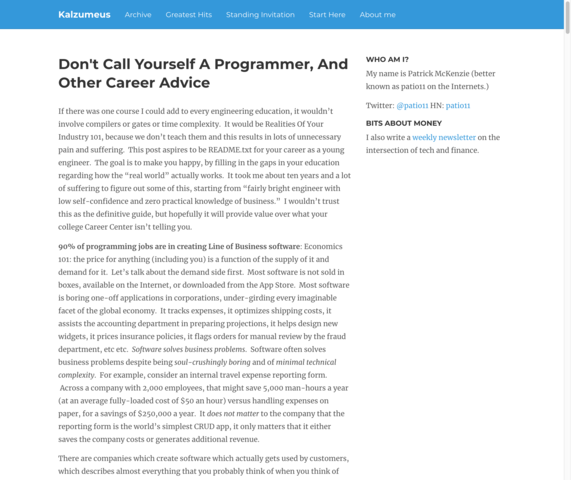 Kalzumeus Archive Greatest Hits Standing Invitation Start Here About me
Don't Call Yourself A Programmer, And
Other Career Advice
If there was one course I could add to every engineering education, it wouldn't
involve compilers or gates or time complexity.  It would be Realities Of Your
Industry 101, because we don't teach them and this results in lots of unnecessary
pain and suffering.  This post aspires to be README.txt for your career as a young
engineer.  The goal is to make you happy, by filling in the gaps in your education
regarding how the “real world” actually works.  It took me about ten years and a lot
of suffering to figure out some of this, starting from “fairly bright engineer with
low self-confidence and zero practical knowledge of business.”  I wouldn't trust
this as the definitive guide, but hopefully it will provide value over what your
college Career Center isn't telling you.
90% of programming jobs are in creating Line of Business software: Economics
101: the price for anything (including you) is a function of the supply of it and
demand for it.  Let's talk about the demand side first.  Most software is not sold in
boxes, available on the Internet, or downloaded from the App Store.  Most software
is boring one-off applications in corporations, under-girding every imaginable
facet of the global economy.  It tracks expenses, it optimizes shipping costs, it
assists the accounting department in preparing projections, it helps design new
widgets, it prices insurance policies, it flags orders for manual review by the fraud
department, etc etc.  Software solves business problems.  Software often solves
business problems despite being soul-crushingly boring and of minimal technical
complexity.  For example, consider an internal travel expense reporting form.
Across a company with 2,000 employees, that might save 5,000 man-hours a year
(at an average fully-loaded cost of $50 an hour) versus handling expenses on
paper, for a savings of $250,000 a year.  It does not matter to the company that the
reporting form is the world's simplest CRUD app, it only matters that it either
saves the company costs or generates additional revenue.
There are companies which create software which actually gets used by customers,
which describes almost everything that you probably think of when you think of
WHO AM I?
My name is Patrick McKenzie (better
known as patio11 on the Internets.)
Twitter: @patio11 HN: patio11
BITS ABOUT MONEY
I also write a weekly newsletter on the
intersection of tech and finance.